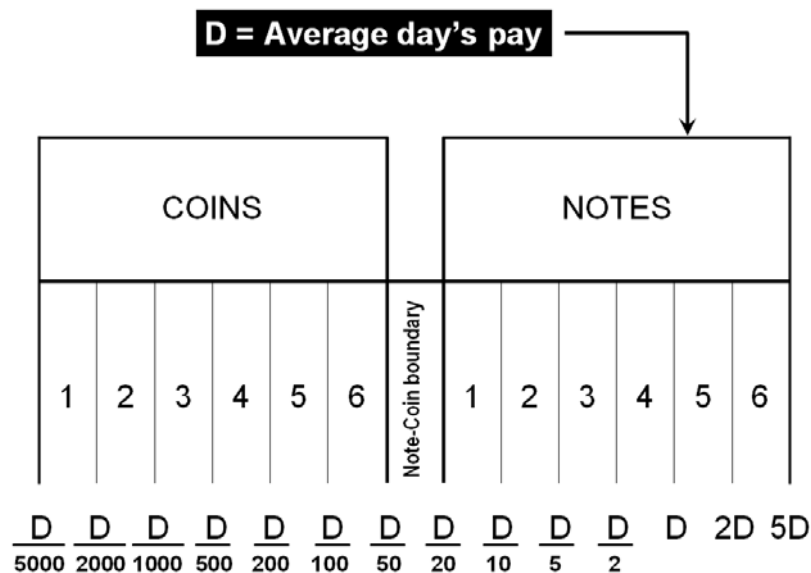 D = Average day's pay
COINS
NOTES
1 2 3 4 5 6
Note-Coin boundary
1 2 3 4 5 6
D D D D D D D D D D D D 2D 5D
5000 2000 1000 500 200 100 50 20 10 5 2